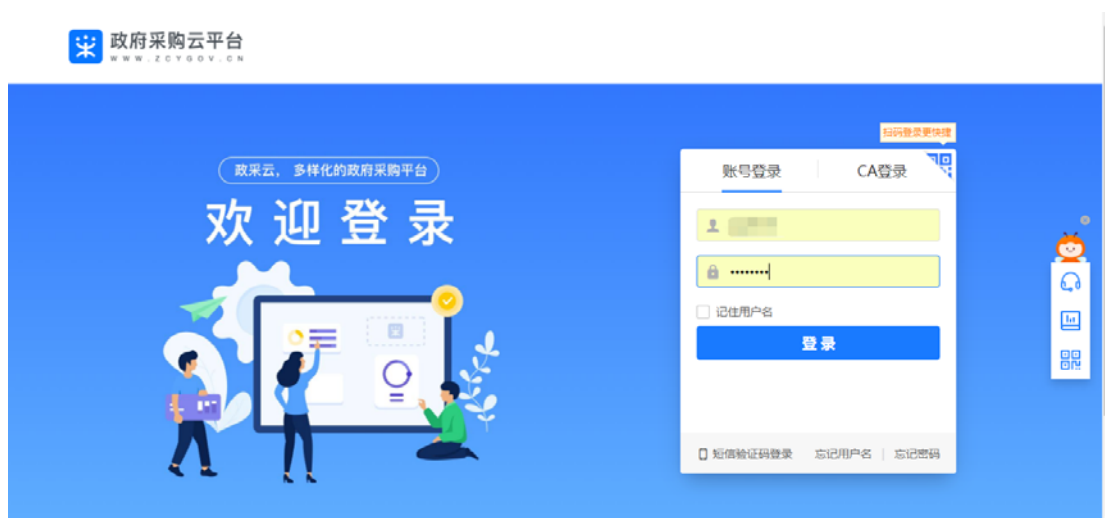 政府采购云平台
WWW.ZCYGOV.CN
扫码登录更快捷
政采云， 多样化的政府采购平台
欢迎登录
账号登录 CA登录
••••••••
记住用户名
登录
短信验证码登录 忘记用户名 忘记密码